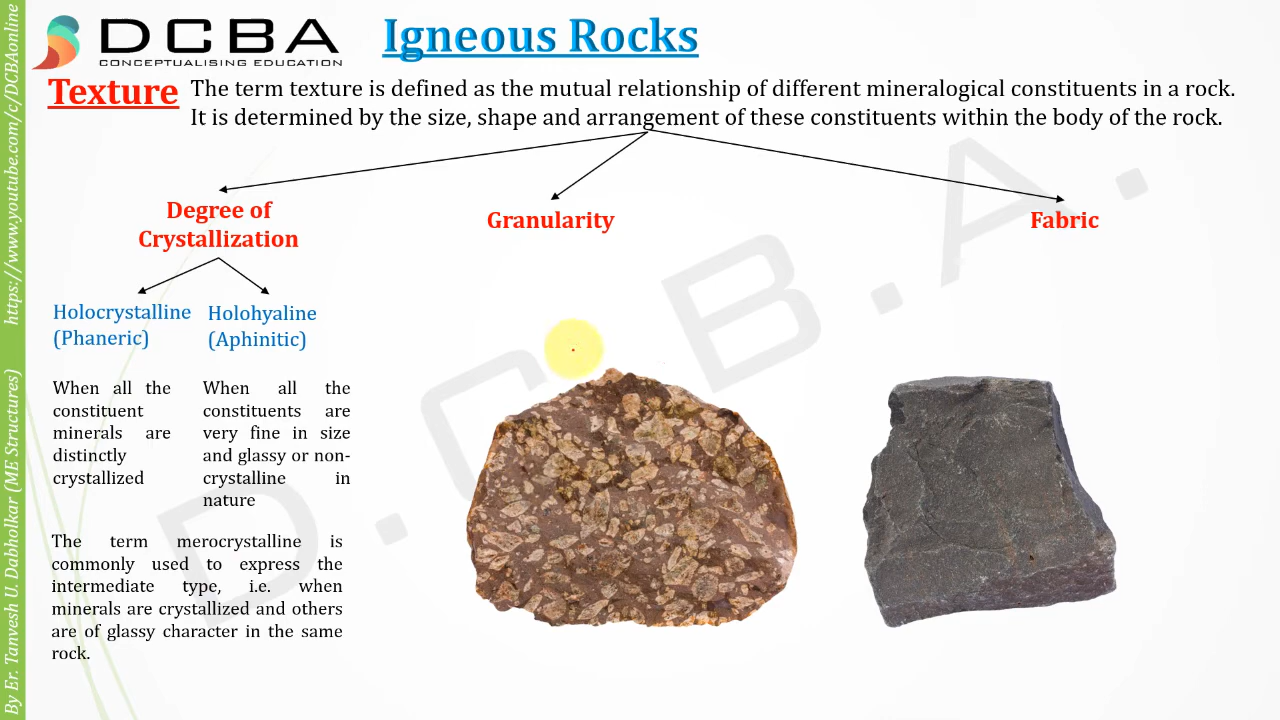 DCBA
CONCEPTUALISING EDUCATION
Igneous Rocks
Texture
The term texture is defined as the mutual relationship of different mineralogical constituents in a rock.
It is determined by the size, shape and arrangement of these constituents within the body of the rock.
Degree of
Crystallization
Granularity
Fabric
Holocrystalline
(Phaneric)
Holohyaline
(Aphinitic)
When all the
constituent
minerals are
distinctly
crystallized
When all the
constituents are
very fine in size
and glassy or non-
crystalline in
nature
The term merocrystalline is
commonly used to express the
intermediate type, i.e. when
minerals are crystallized and others
are of glassy character in the same
rock.
D.C.B.A.
By Er. Tanvesh U. Dabholkar (ME Structures) https://www.youtube.com/c/DCBAonline